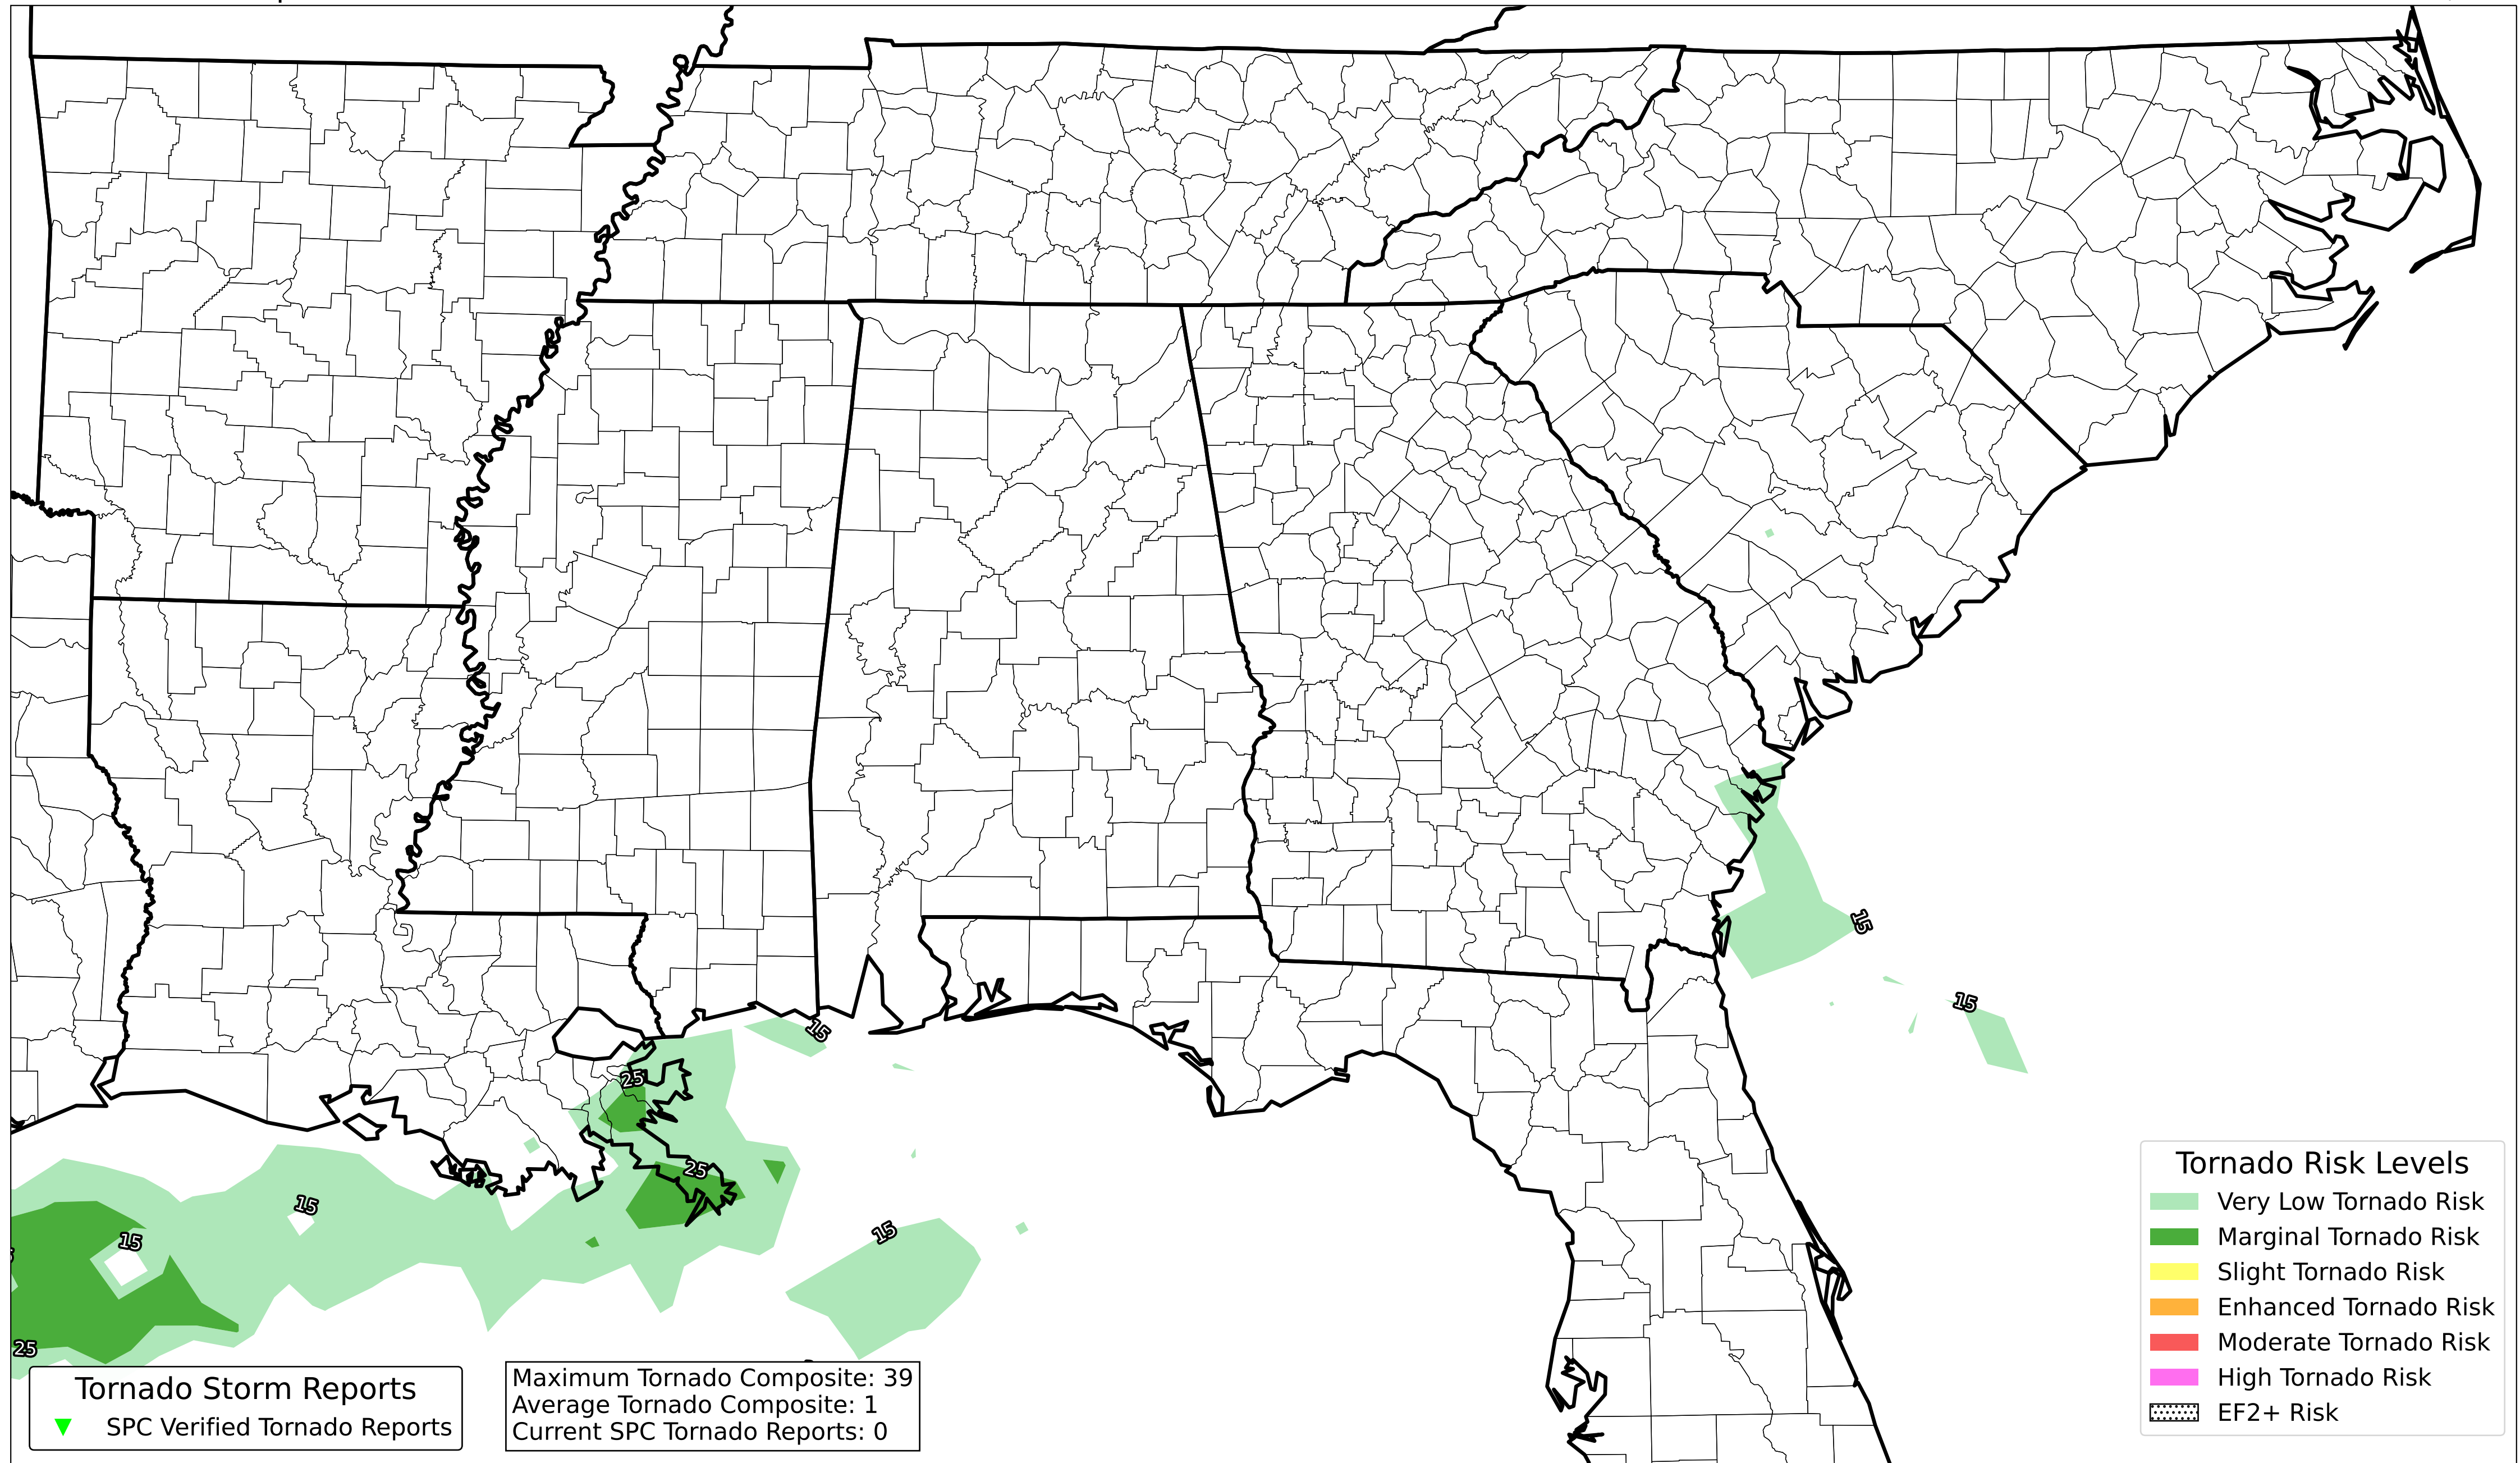 15
15
25
15
25
15
15
15
25
Tornado Risk Levels
Very Low Tornado Risk
Marginal Tornado Risk
Slight Tornado Risk
Enhanced Tornado Risk
Moderate Tornado Risk
High Tornado Risk
EF2+ Risk
Tornado Storm Reports
SPC Verified Tornado Reports
Maximum Tornado Composite: 39
Average Tornado Composite: 1
Current SPC Tornado Reports: 0